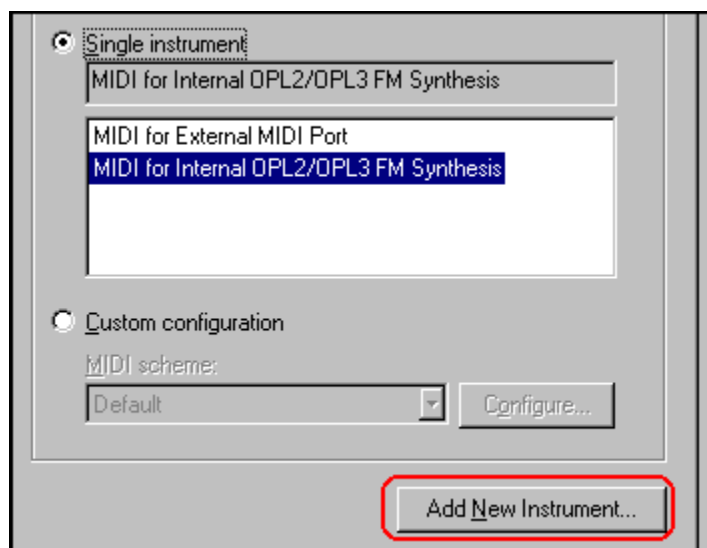 Single instrument
MIDI for Internal OPL2/OPL3 FM Synthesis
MIDI for External MIDI Port
MIDI for Internal OPL2/OPL3 FM Synthesis
Custom configuration
MIDI scheme:
Default
Configure...
Add New Instrument...